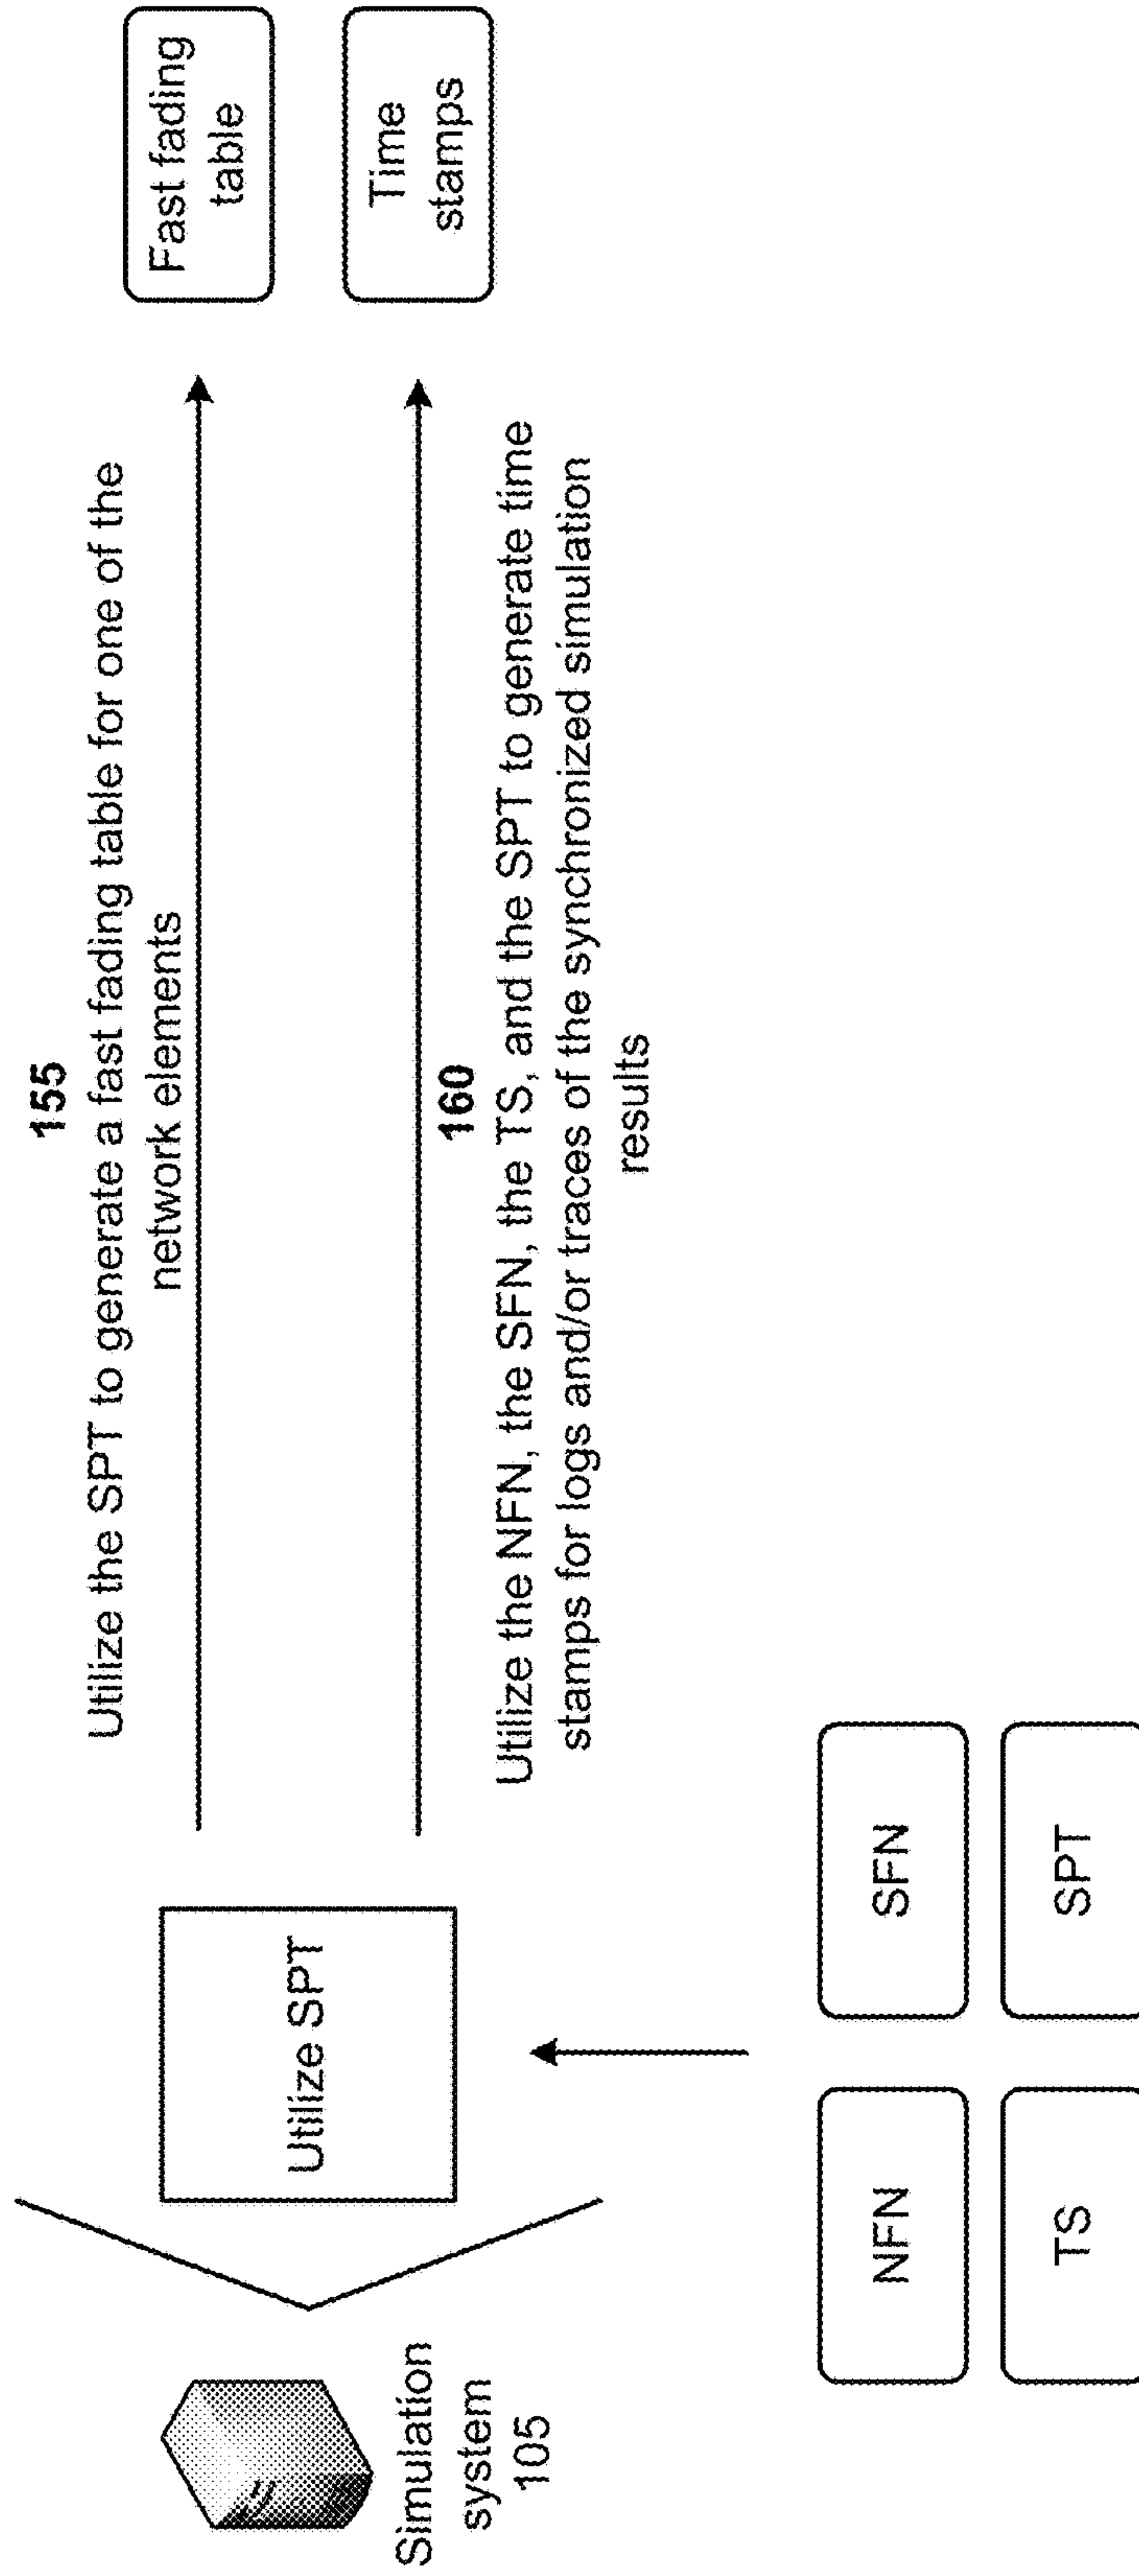 155
Utilize the SPT to generate a fast fading table for one of the
network elements
Fast fading
table
160
Utilize the NFN, the SFN, the TS, and the SPT to generate time
stamps for logs and/or traces of the synchronized simulation
results
Time
stamps
Utilize SPT
Simulation
system
105
NFN
SFN
TS
SPT